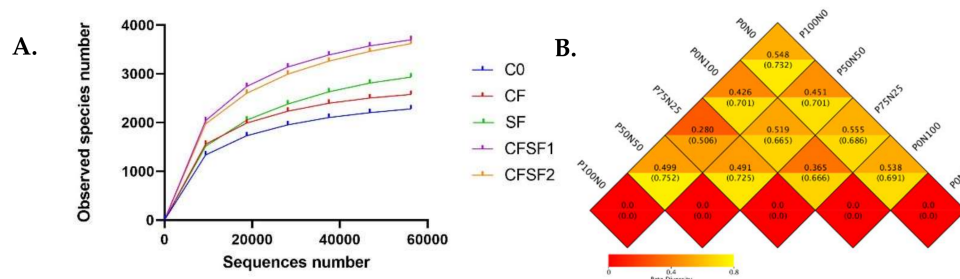 A.
Observed species number
4000
3000
2000
1000
0
0 20000 40000 60000
Sequences number
C0
CF
SF
CFSF1
CFSF2
B.
P0N0 P100N0
0.548
(0.732)
P0N100 P50N50
0.426 0.451
(0.701) (0.701)
P75N25 P75N25
0.280 0.519 0.555
(0.506) (0.665) (0.686)
P50N50 P0N100
0.499 0.491 0.365 0.538
(0.752) (0.725) (0.666) (0.691)
P100N0
0.0 0.0 0.0 0.0 0.0
(0.0) (0.0) (0.0) (0.0) (0.0)
0 0.4 0.8